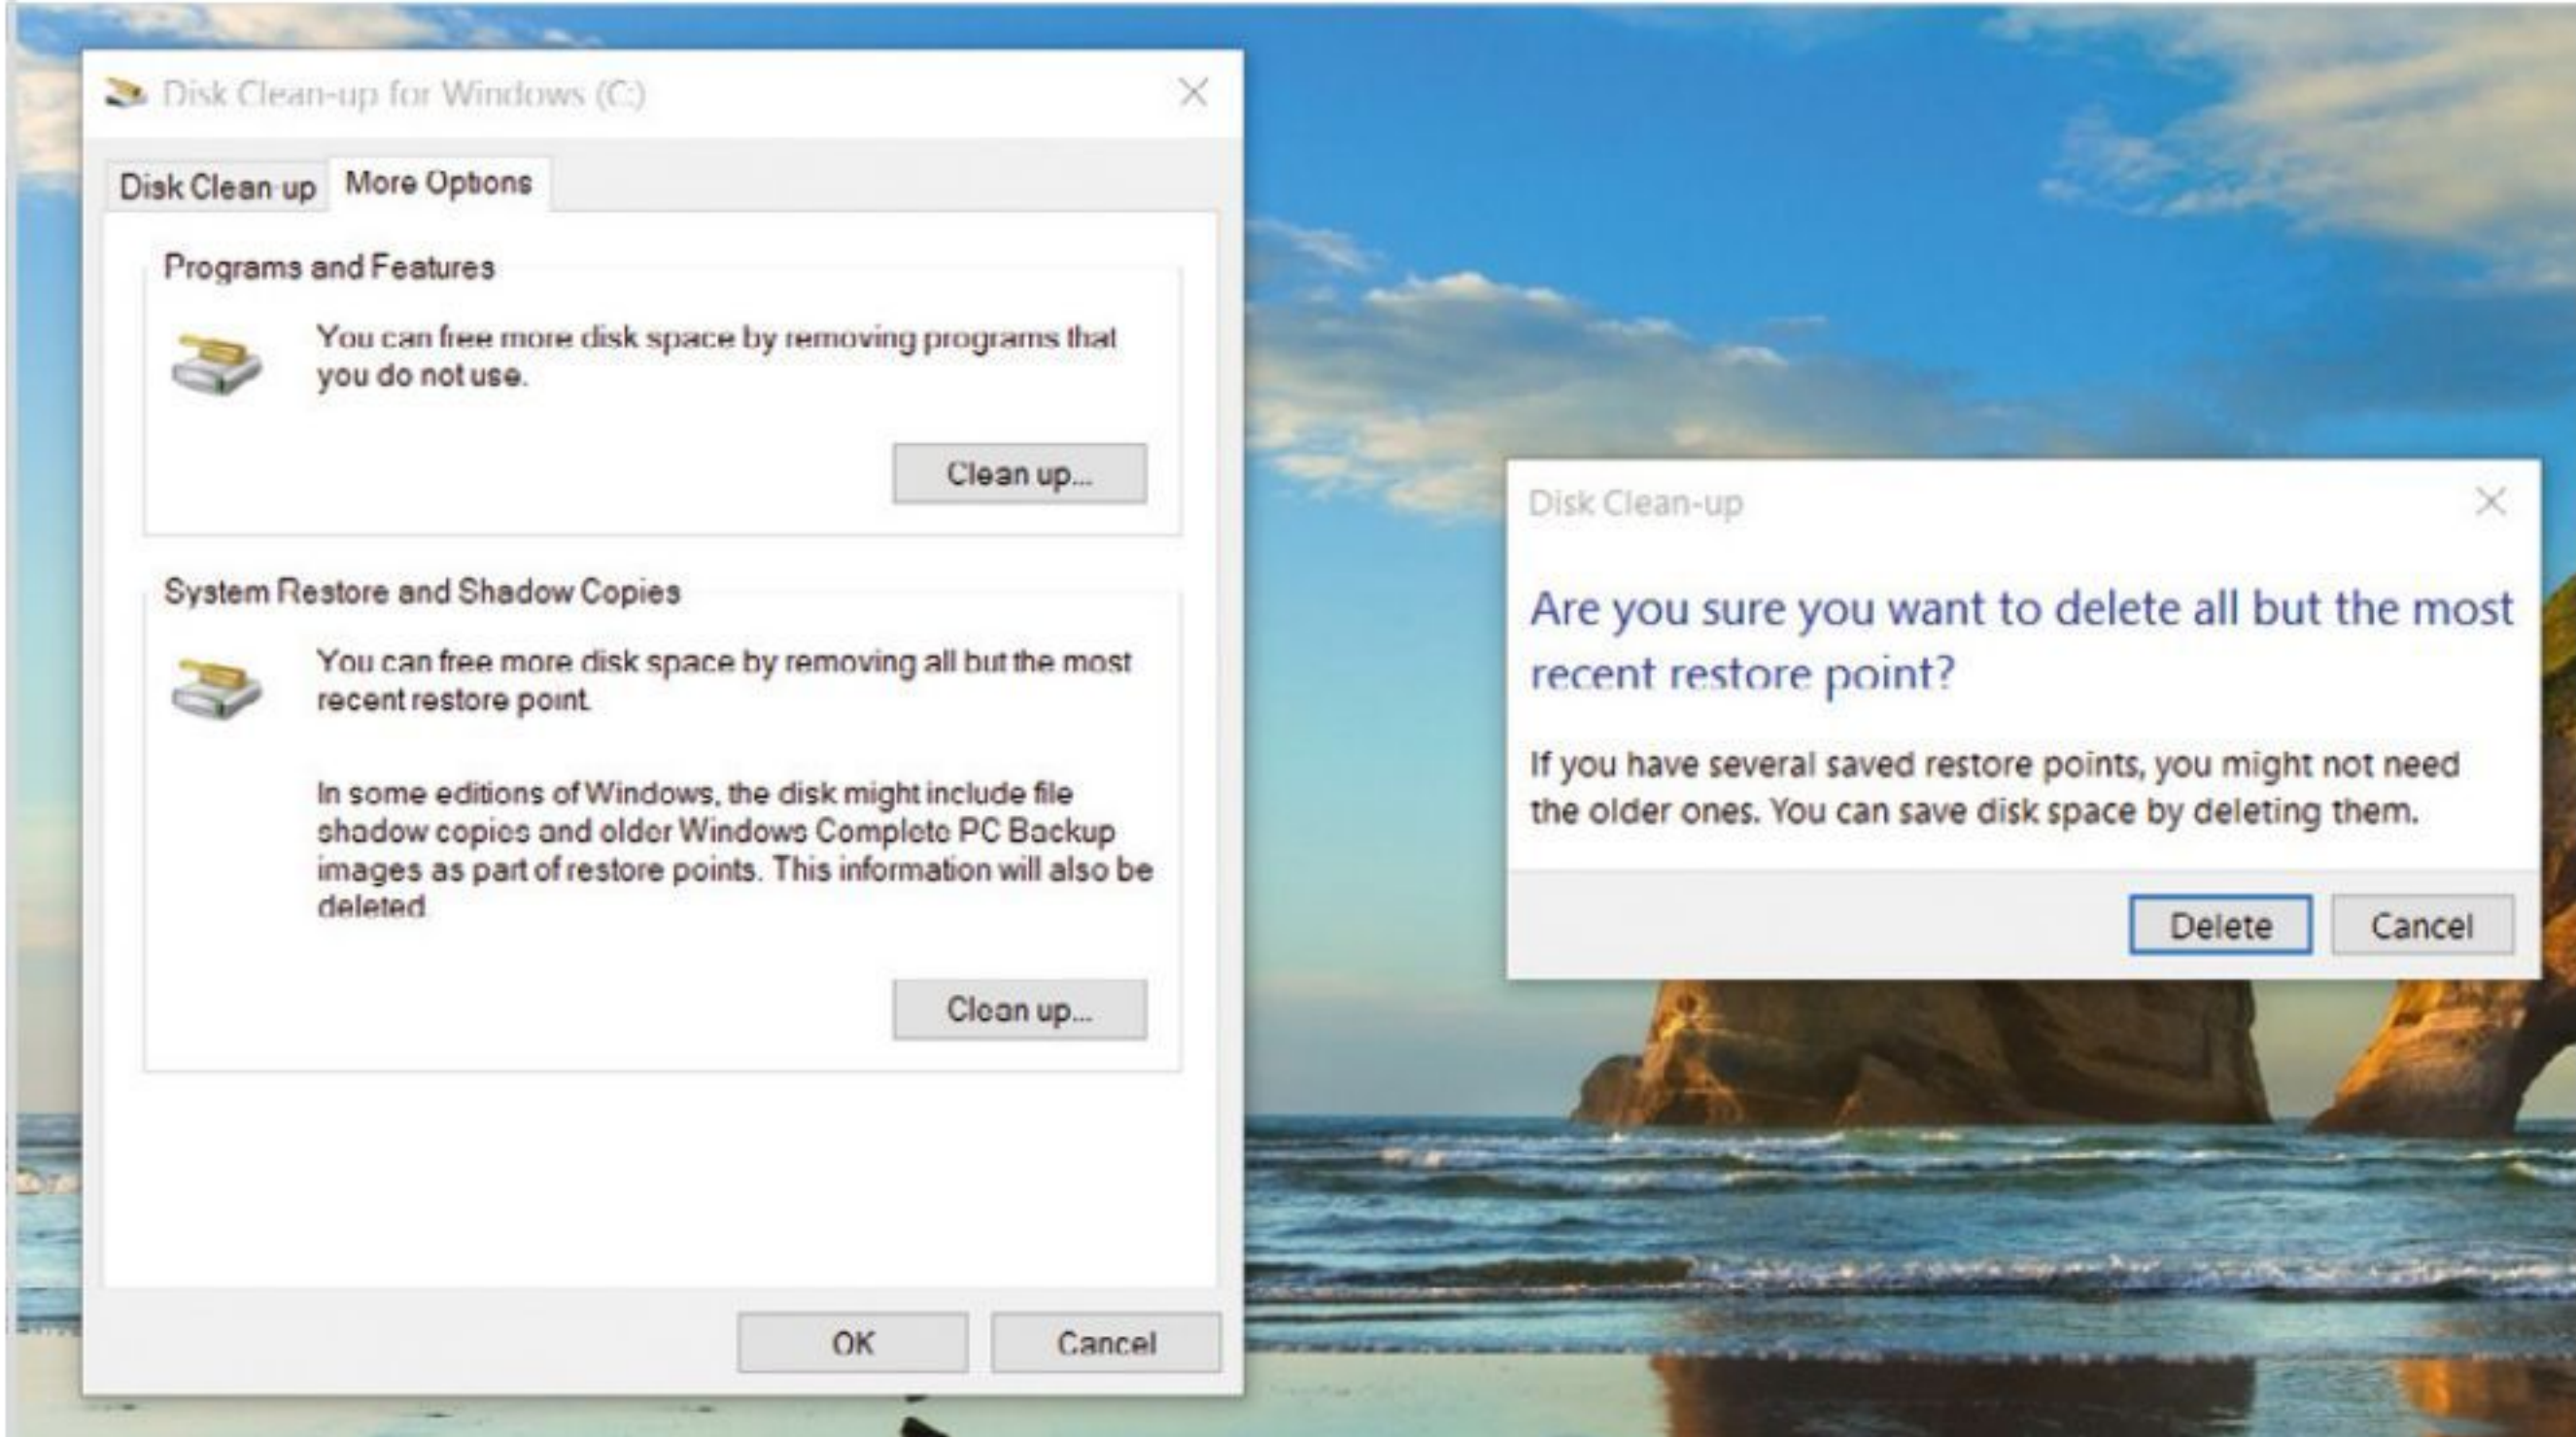 Disk Clean-up for Windows (C:)
Disk Clean-up
More Options
Programs and Features
You can free more disk space by removing programs that
you do not use.
Clean up...
System Restore and Shadow Copies
You can free more disk space by removing all but the most
recent restore point.
In some editions of Windows, the disk might include file
shadow copies and older Windows Complete PC Backup
images as part of restore points. This information will also be
deleted.
Clean up...
OK
Cancel
Disk Clean-up
Are you sure you want to delete all but the most
recent restore point?
If you have several saved restore points, you might not need
the older ones. You can save disk space by deleting them.
Delete
Cancel